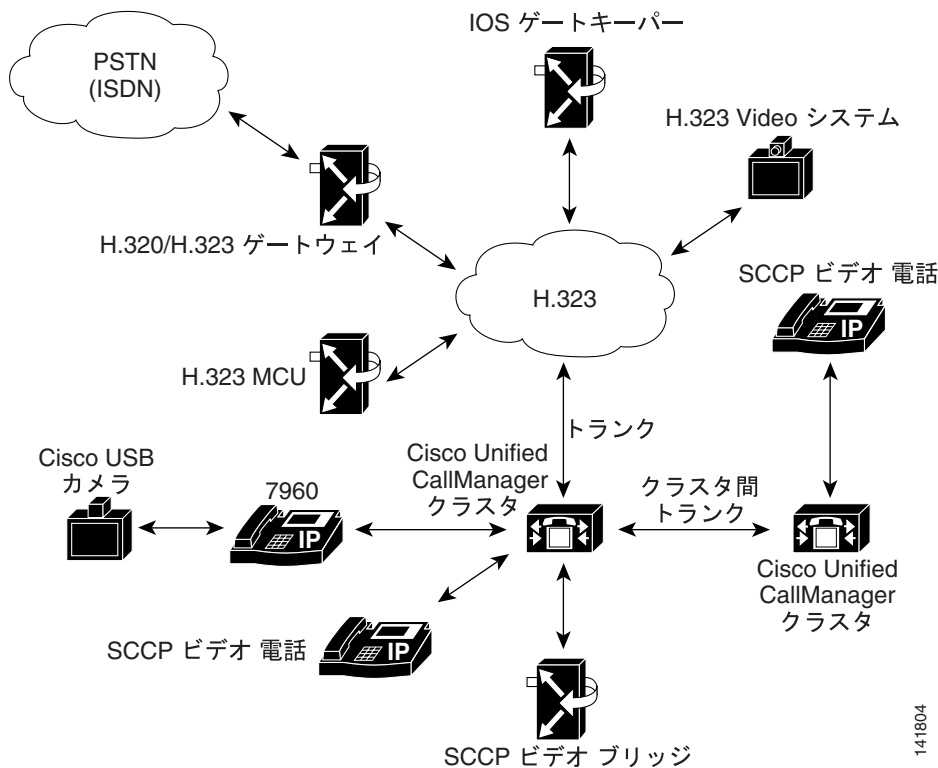 IOS ゲートキーパー
PSTN
(ISDN)
H.323 Video システム
H.320/H.323 ゲートウェイ
H.323
SCCP ビデオ 電話
IP
H.323 MCU
トランク
Cisco Unified
CallManager
クラスタ
クラスタ間
トランク
Cisco USB
カメラ
7960
IP
Cisco Unified
CallManager
クラスタ
SCCP ビデオ 電話
IP
SCCP ビデオ ブリッジ
141804